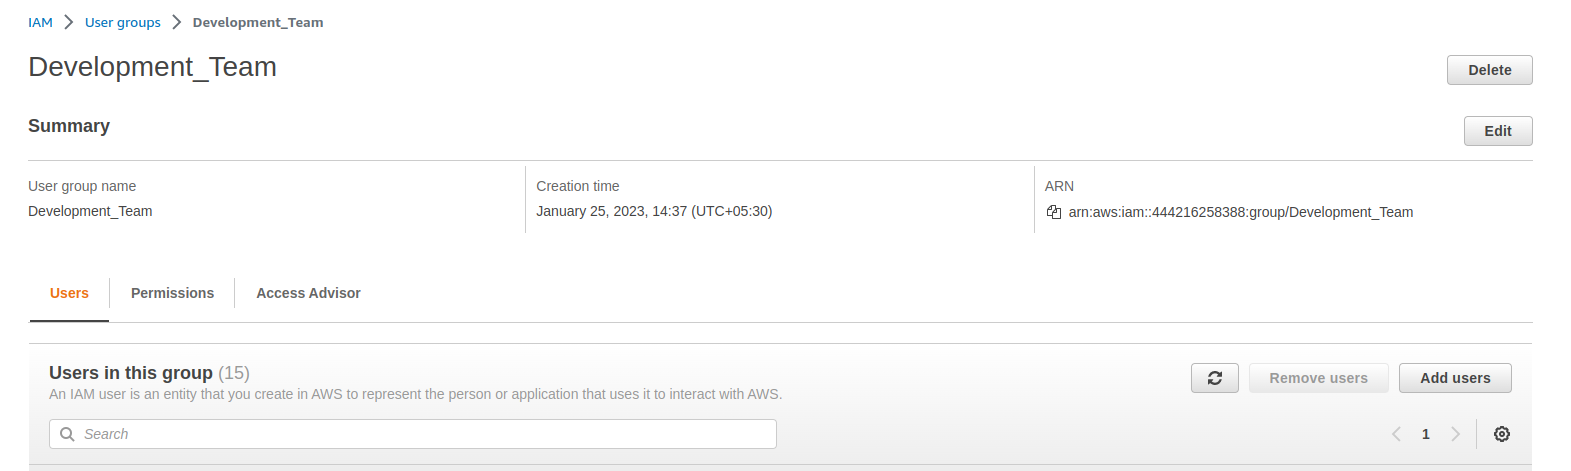 IAM > User groups > Development_Team
Development_Team
Delete
Summary
Edit
User group name
Development_Team
Creation time
January 25, 2023, 14:37 (UTC+05:30)
ARN
arn:aws:iam::444216258388:group/Development_Team
Users Permissions Access Advisor
Users in this group (15)
An IAM user is an entity that you create in AWS to represent the person or application that uses it to interact with AWS.
Remove users Add users
Search
1